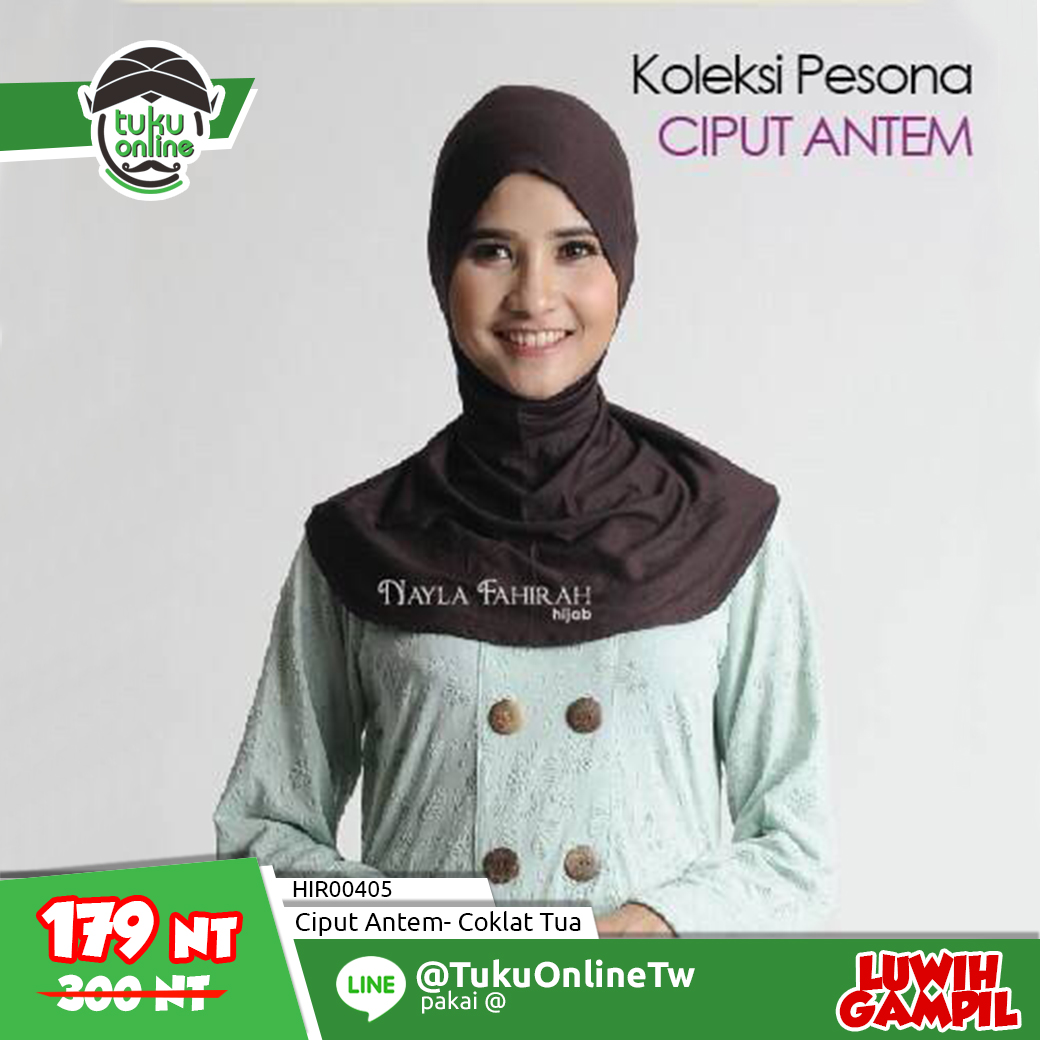 tuku
online
Koleksi Pesona
CIPUT ANTEM
NAYLA FAHIRAH
hijab
HIR00405
Ciput Antem- Coklat Tua
179 NT
300 NT
LINE
@TukuOnlineTw
pakai @
LUWIH
GAMPIL